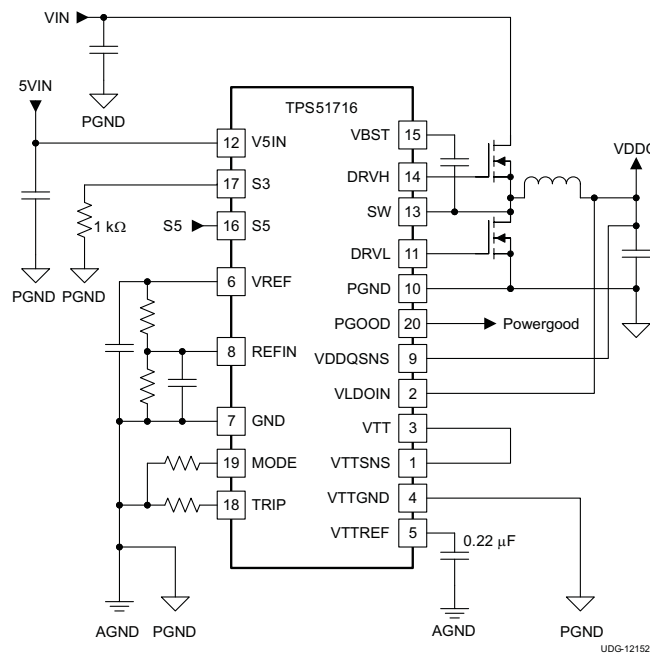 VIN
5VIN
PGND
TPS51716
12 V5IN
VBST 15
VDDQ
17 S3
DRVH 14
1 kΩ
S5 16 S5
SW 13
DRVL 11
PGND PGND
6 VREF
PGND 10
PGOOD 20 Powergood
8 REFIN
VDDQSNS 9
VLDOIN 2
7 GND
VTT 3
19 MODE
VTTSNS 1
18 TRIP
VTTGND 4
VTTREF 5
0.22 µF
AGND PGND
AGND
PGND
UDG-12152